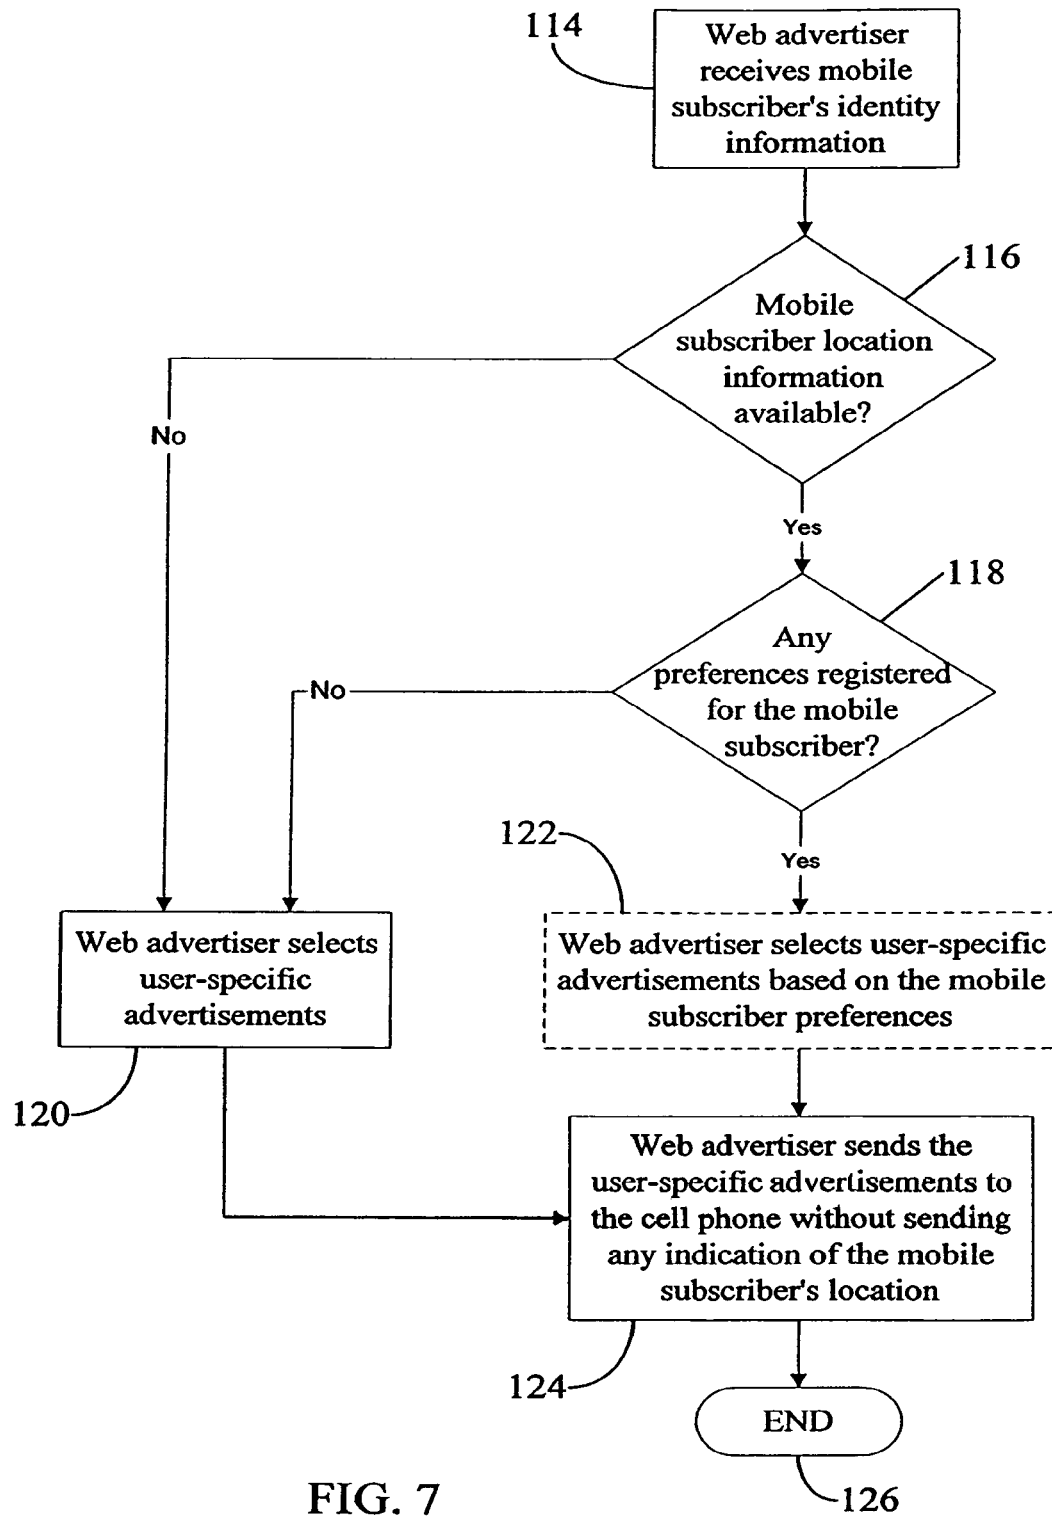 114
Web advertiser
receives mobile
subscriber's identity
information
116
Mobile
subscriber location
information
available?
No
Yes
118
Any
preferences registered
for the mobile
subscriber?
No
Yes
122
Web advertiser selects
user-specific
advertisements
Web advertiser selects user-specific
advertisements based on the mobile
subscriber preferences
120
Web advertiser sends the
user-specific advertisements to
the cell phone without sending
any indication of the mobile
subscriber's location
124
END
126
FIG. 7